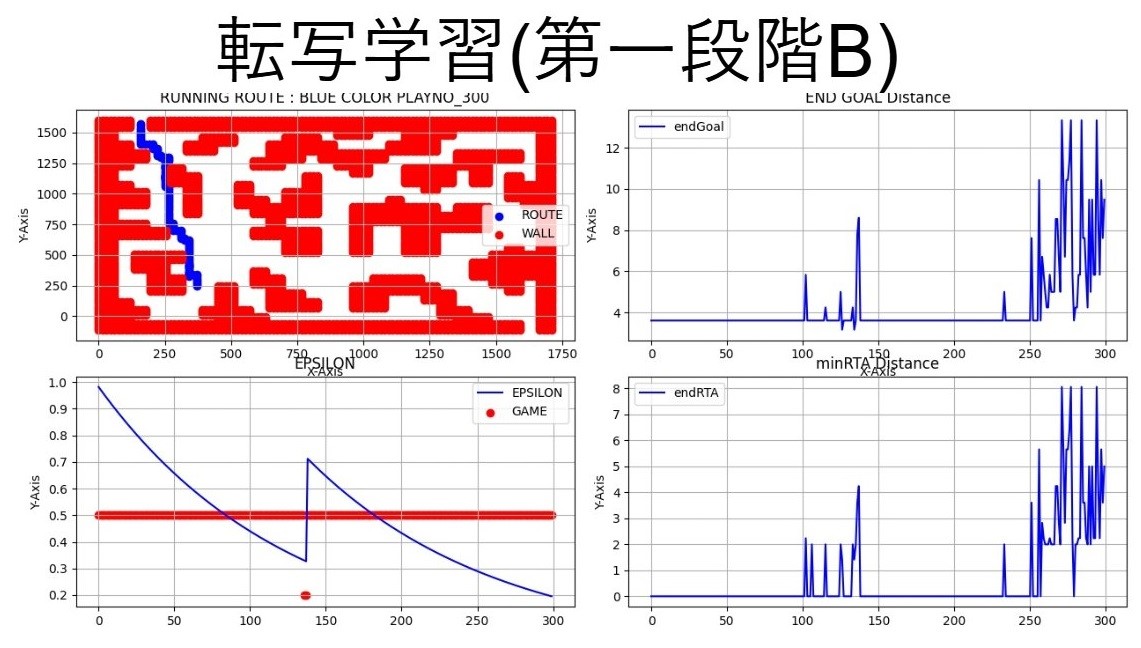 転写学習(第一段階B)
RUNNING ROUTE : BLUE COLOR PLAYNO_300
Y-Axis
1500
1250
1000
750
500
250
0
ROUTE
WALL
0 250 500 750 1000 1250 1500 1750
X-Axis
END GOAL Distance
Y-Axis
12
10
8
6
4
endGoal
0 50 100 150 200 250 300
X-Axis
EPSILON
Y-Axis
1.0
0.9
0.8
0.7
0.6
0.5
0.4
0.3
0.2
EPSILON
GAME
0 50 100 150 200 250 300
minRTA Distance
Y-Axis
8
7
6
5
4
3
2
1
0
endRTA
0 50 100 150 200 250 300